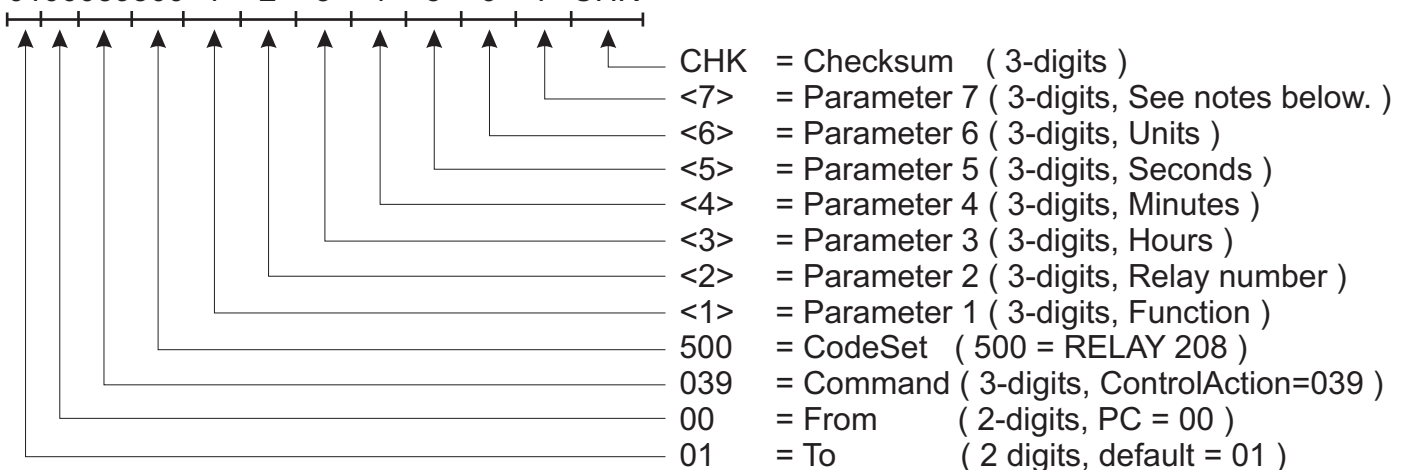 CHK = Checksum ( 3-digits )
<7> = Parameter 7 ( 3-digits, See notes below. )
<6> = Parameter 6 ( 3-digits, Units )
<5> = Parameter 5 ( 3-digits, Seconds )
<4> = Parameter 4 ( 3-digits, Minutes )
<3> = Parameter 3 ( 3-digits, Hours )
<2> = Parameter 2 ( 3-digits, Relay number )
<1> = Parameter 1 ( 3-digits, Function )
500 = CodeSet ( 500 = RELAY 208 )
039 = Command ( 3-digits, ControlAction=039 )
00 = From ( 2-digits, PC = 00 )
01 = To ( 2 digits, default = 01 )